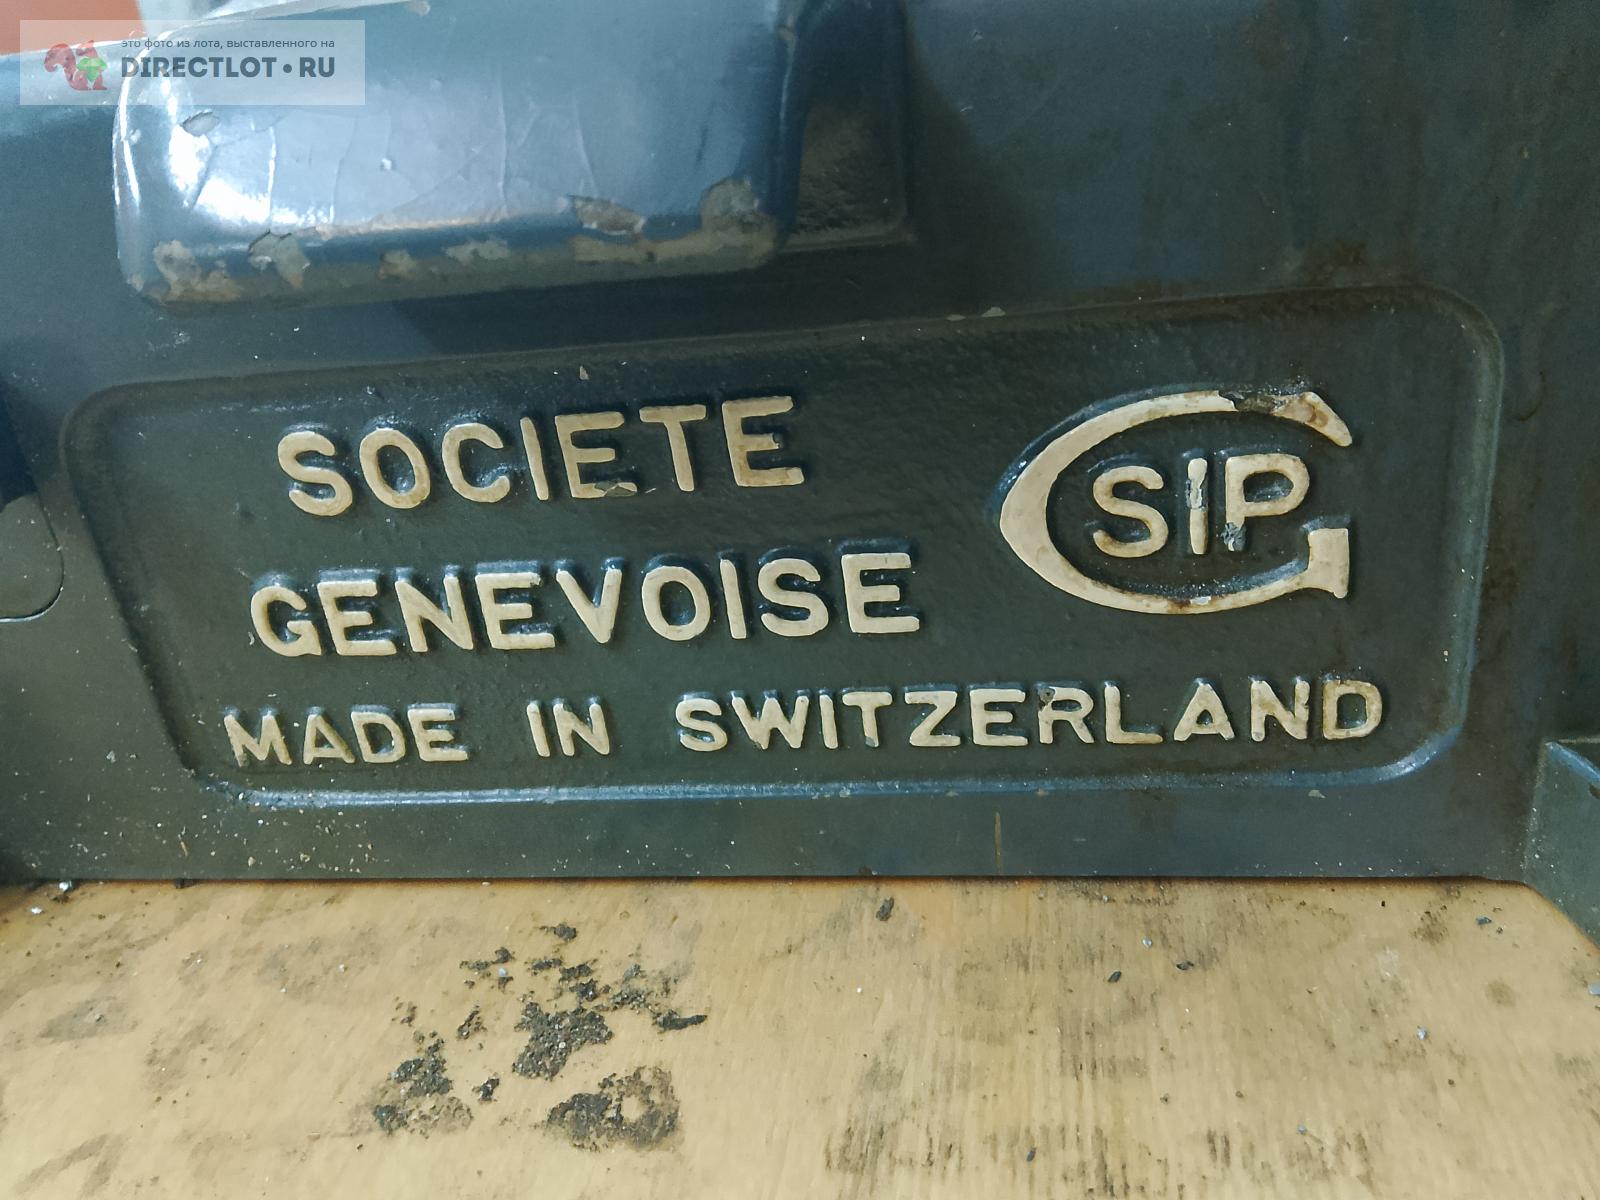 это фото из лота, выставленного на
DIRECTLOT•RU
SOCIETE
GENEVOISE
G SIP
MADE IN SWITZERLAND